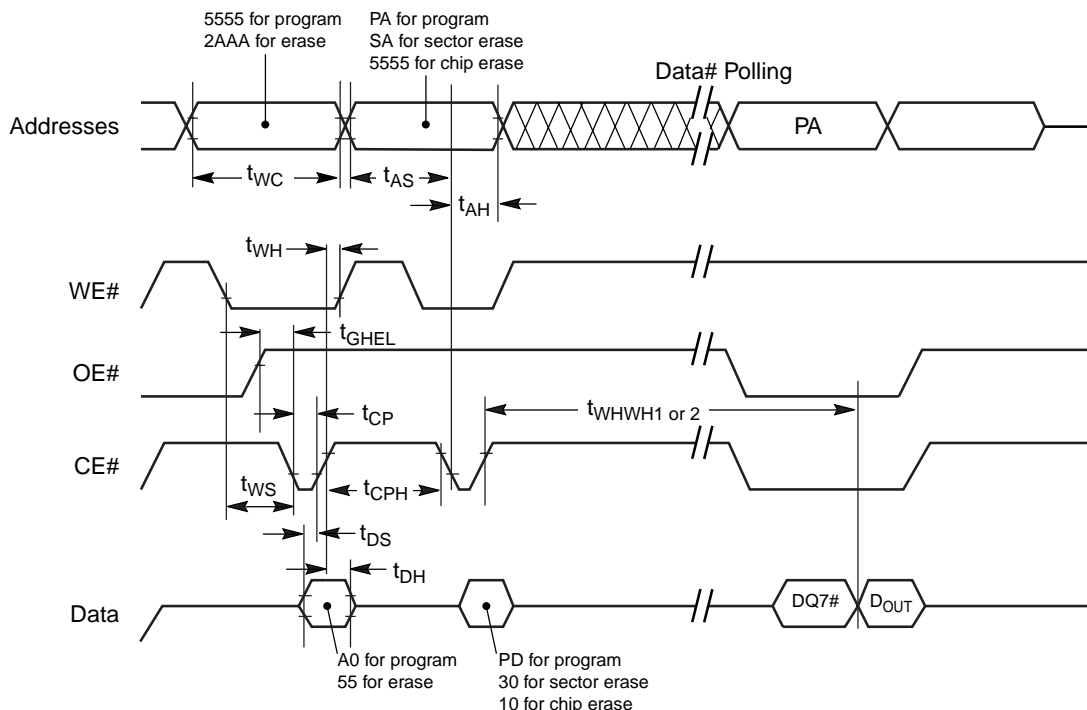 5555 for program
2AAA for erase
PA for program
SA for sector erase
5555 for chip erase
Data# Polling
Addresses
PA
tWC
tAS
tAH
tWH
WE#
tGHEL
OE#
tWHWH1 or 2
tCP
CE#
tWS
tCPH
tDS
tDH
Data
DQ7#
DOUT
A0 for program
55 for erase
PD for program
30 for sector erase
10 for chip erase